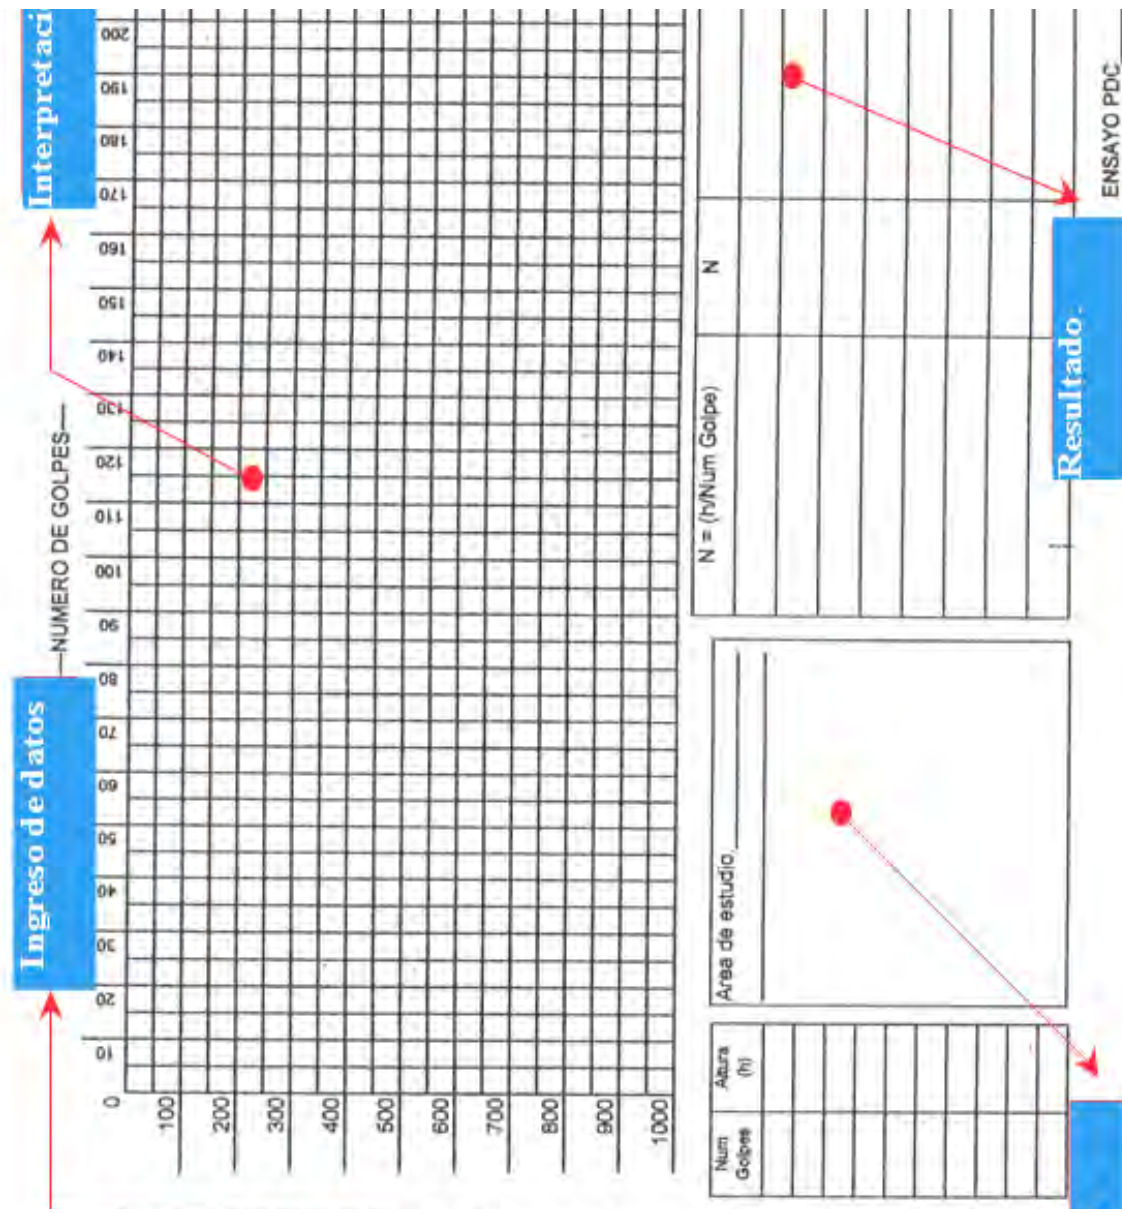 ENSAYO PDC
Interpretaci
Ingreso de datos
Resultado.
NUMERO DE GOLPES
0
10
20
30
40
50
60
70
80
90
100
110
120
130
140
150
160
170
180
190
200
100
200
300
400
500
600
700
800
900
1000
N = (h/Num Golpe)
N
Area de estudio
Num
Golpes
Altura
(h)